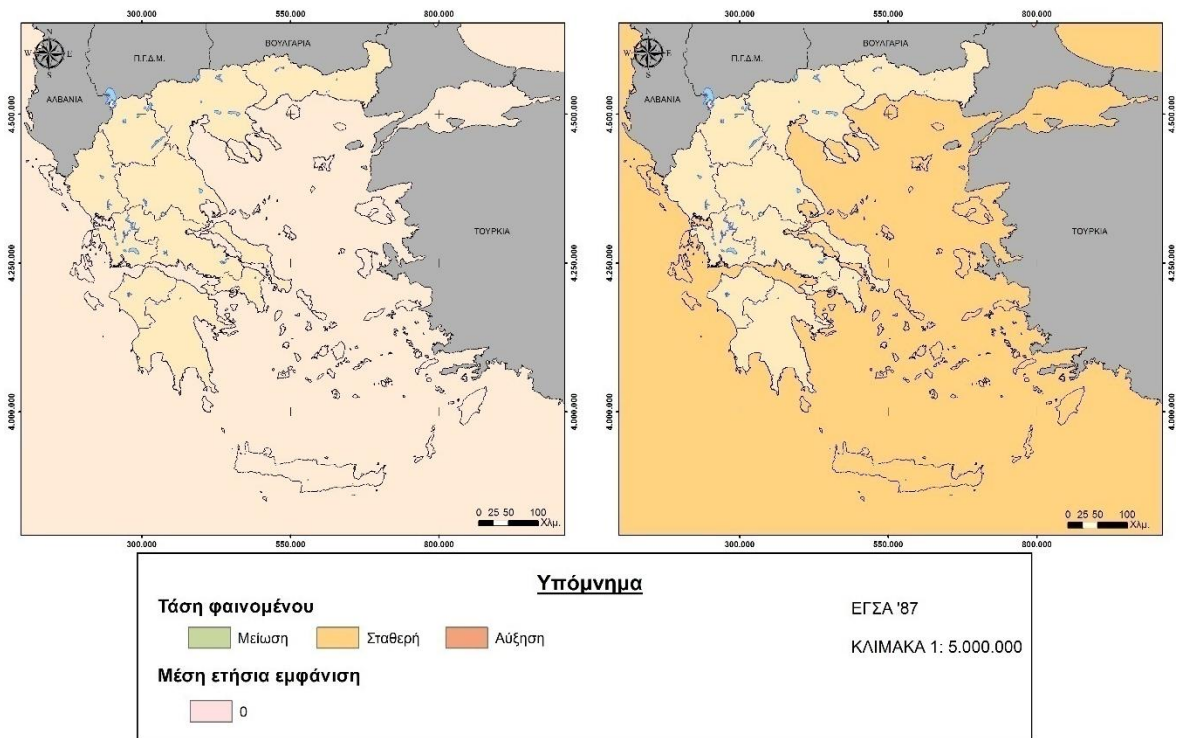 300.000 550.000 800.000
300.000 550.000 800.000
N
W E
S
Π.Γ.Δ.Μ.
ΒΟΥΛΓΑΡΙΑ
ΑΛΒΑΝΙΑ
ΤΟΥΡΚΙΑ
4.500.000
4.250.000
4.000.000
0 25 50 100
Χλμ.
N
W E
S
Π.Γ.Δ.Μ.
ΒΟΥΛΓΑΡΙΑ
ΑΛΒΑΝΙΑ
ΤΟΥΡΚΙΑ
4.500.000
4.250.000
4.000.000
4.500.000
4.250.000
4.000.000
0 25 50 100
Χλμ.
4.500.000
4.250.000
4.000.000
300.000 550.000 800.000
300.000 550.000 800.000
Υπόμνημα
Τάση φαινομένου
Μείωση Σταθερή Αύξηση
Μέση ετήσια εμφάνιση
0
ΕΓΣΑ '87
ΚΛΙΜΑΚΑ 1: 5.000.000